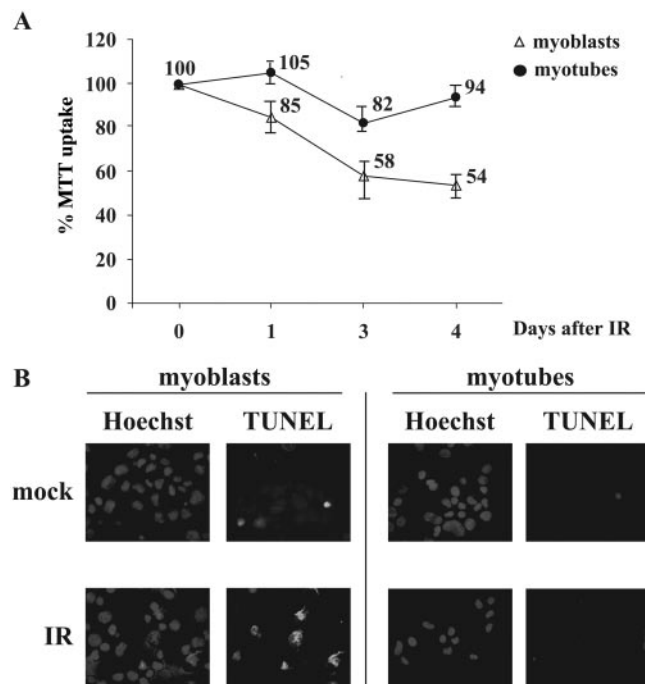 A
120
100
80
60
40
20
0
% MTT uptake
100
105
82
94
85
58
54
myoblasts
myotubes
0 1 3 4 Days after IR
B
myoblasts myotubes
Hoechst TUNEL Hoechst TUNEL
mock
IR